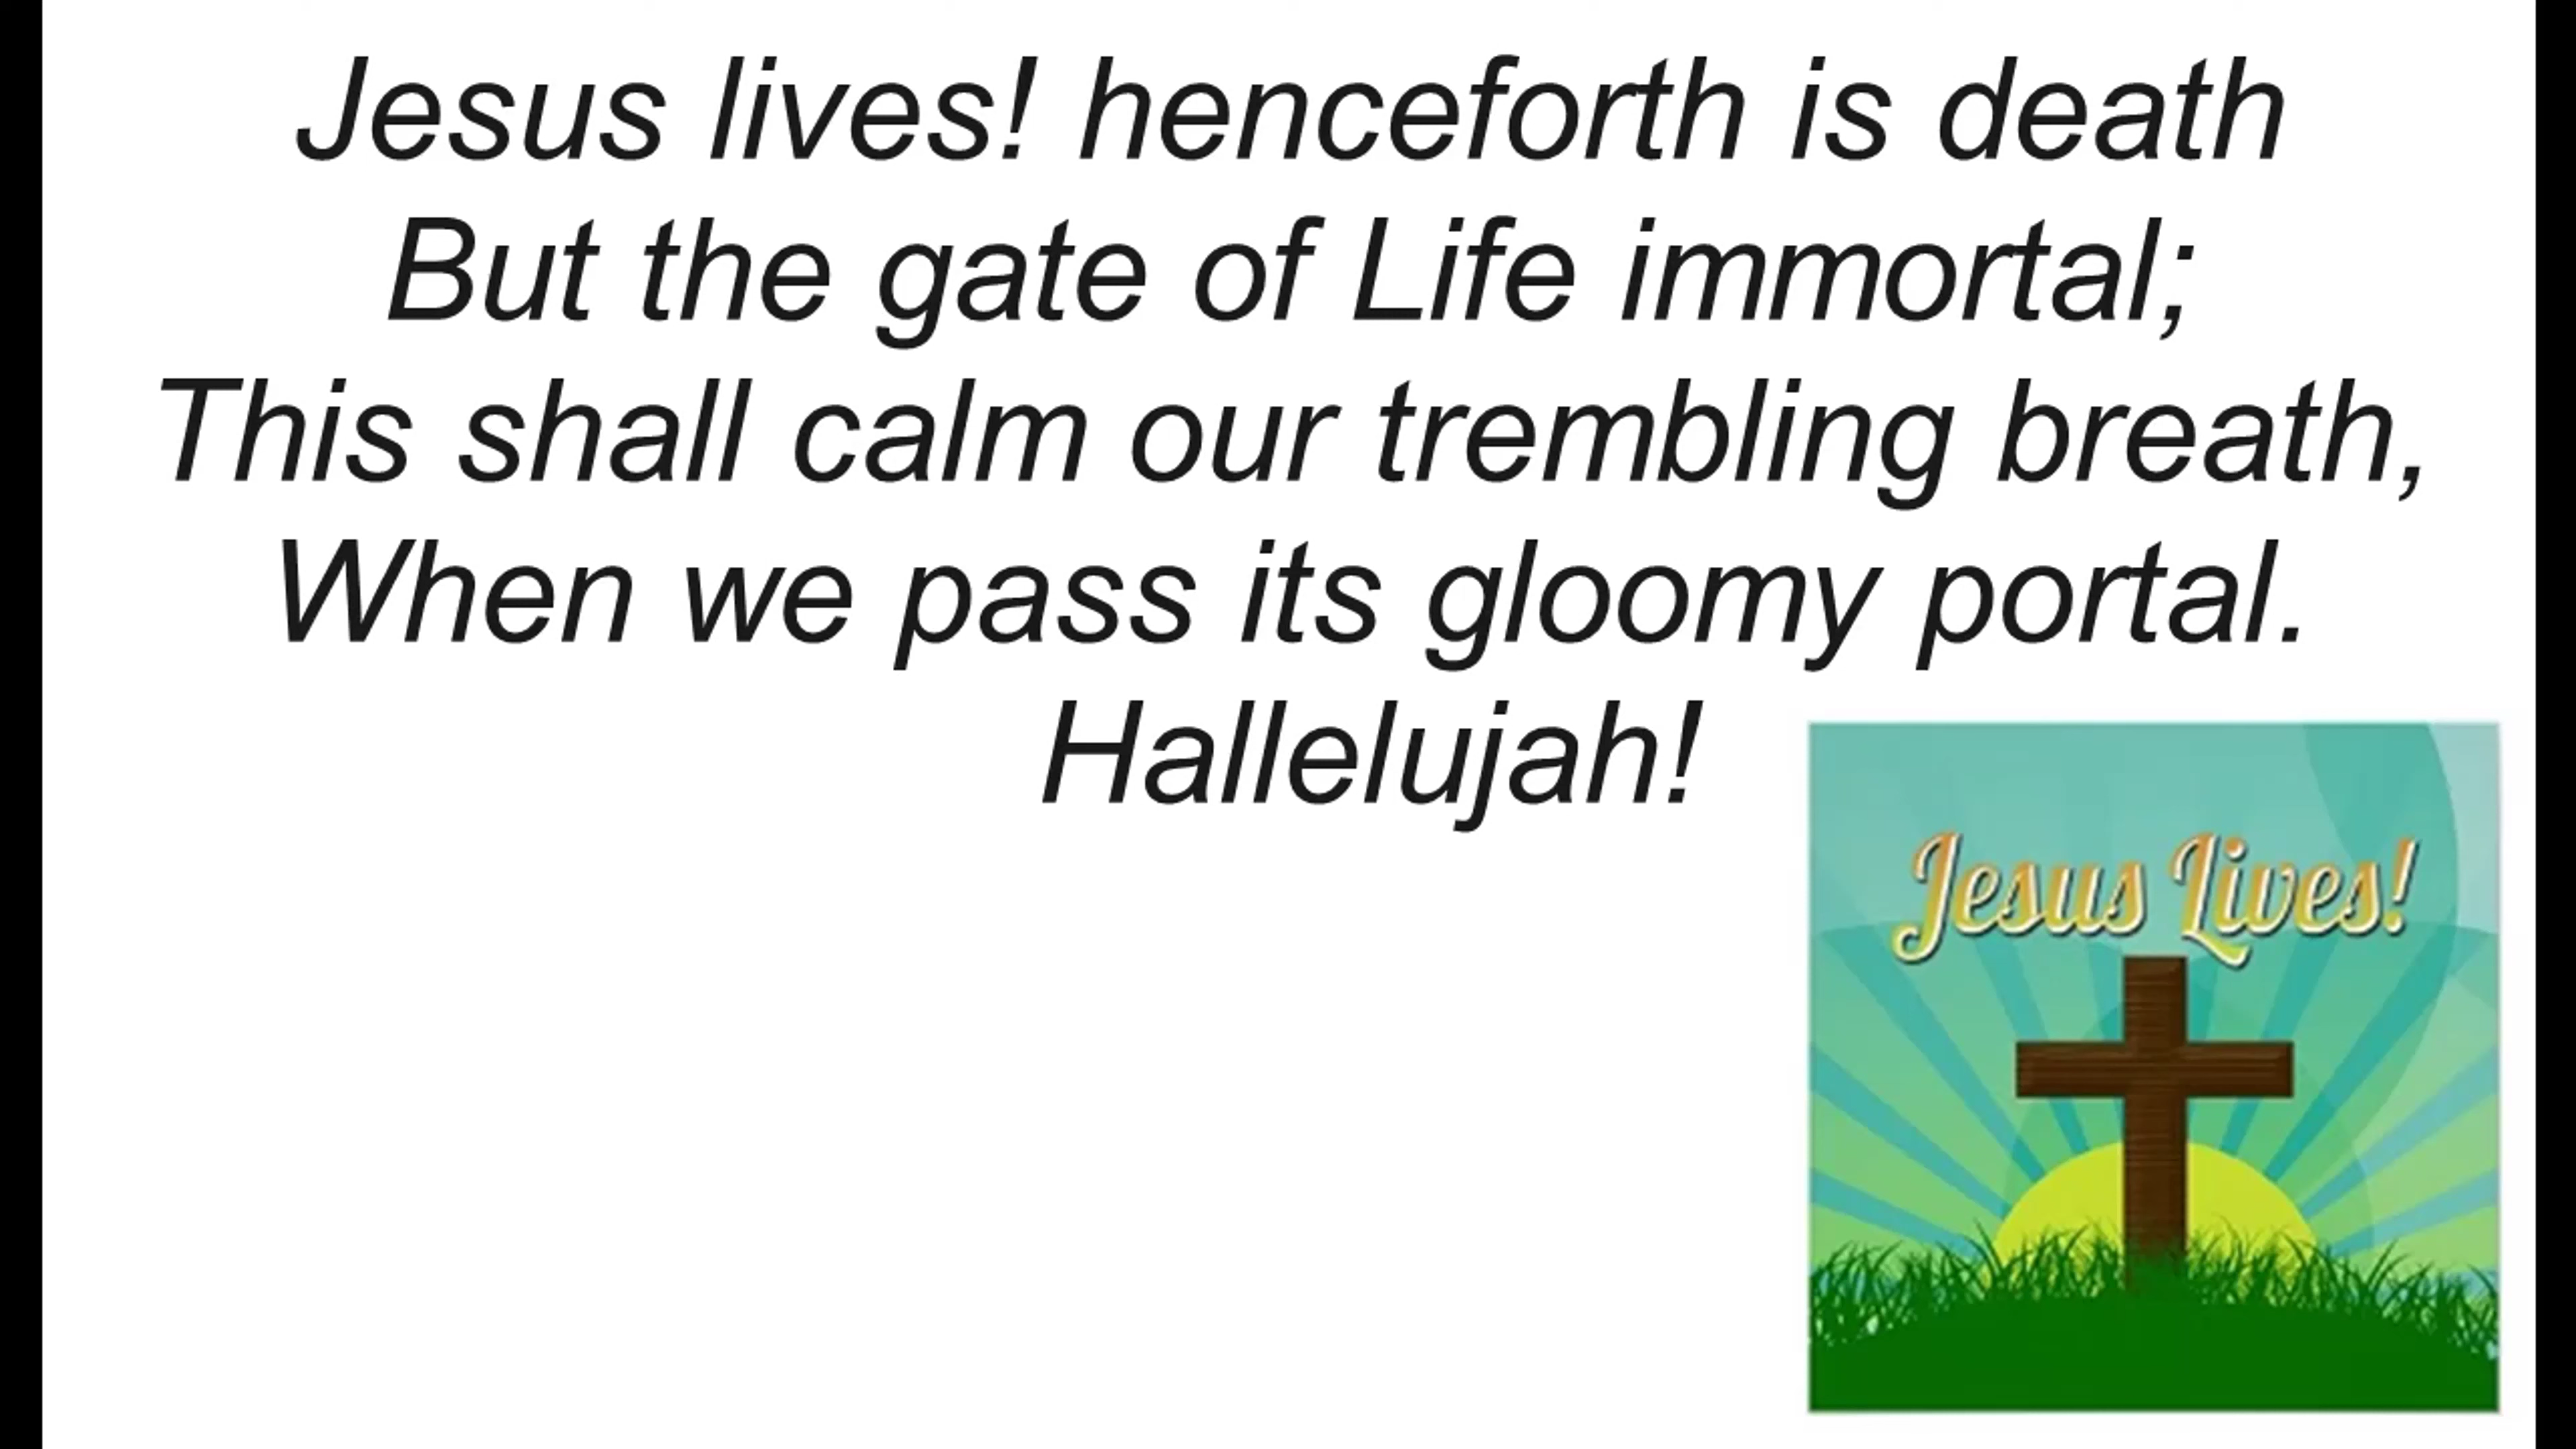 Jesus lives! henceforth is death
But the gate of Life immortal;
This shall calm our trembling breath,
When we pass its gloomy portal.
Hallelujah!
Jesus Lives!